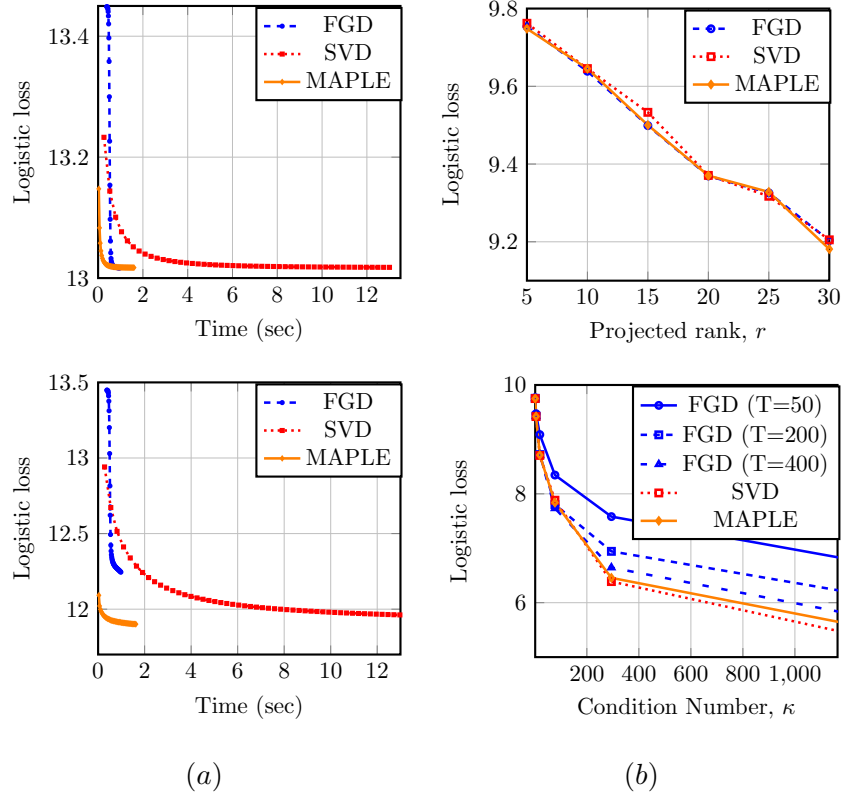 FGD
SVD
MAPLE
13.4
13.2
13
0
2
4
6
8
10
12
Logistic loss
Time (sec)
FGD
SVD
MAPLE
9.8
9.6
9.4
9.2
5
10
15
20
25
30
Logistic loss
Projected rank, r
FGD
SVD
MAPLE
13.5
13
12.5
12
0
2
4
6
8
10
12
Logistic loss
Time (sec)
FGD (T=50)
FGD (T=200)
FGD (T=400)
SVD
MAPLE
10
8
6
200
400
600
800
1,000
Logistic loss
Condition Number, κ
(a)
(b)